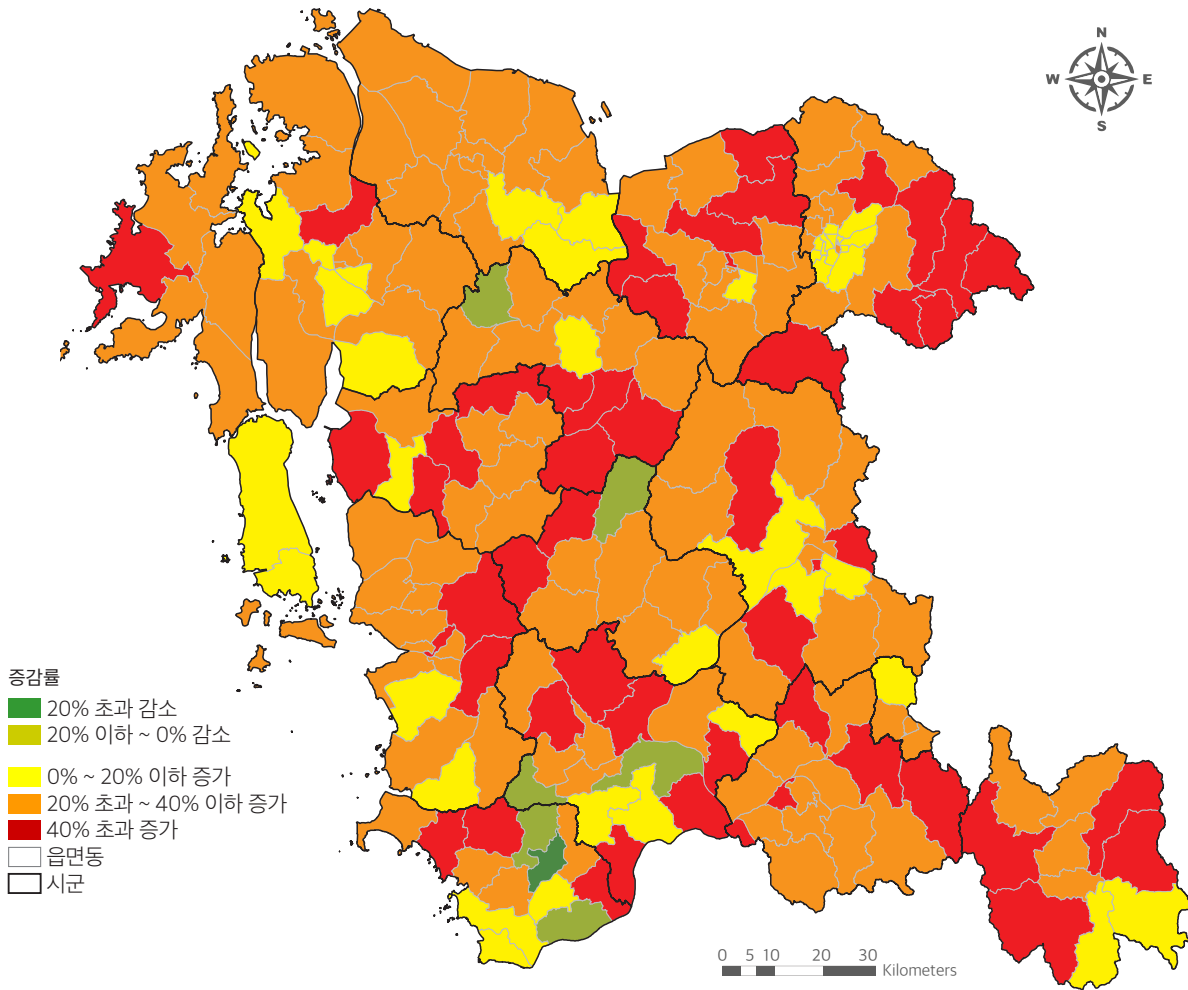 N
W E
S
증감률
20% 초과 감소
20% 이하 ~ 0% 감소
0% ~ 20% 이하 증가
20% 초과 ~ 40% 이하 증가
40% 초과 증가
읍면동
시군
0 5 10 20 30
Kilometers